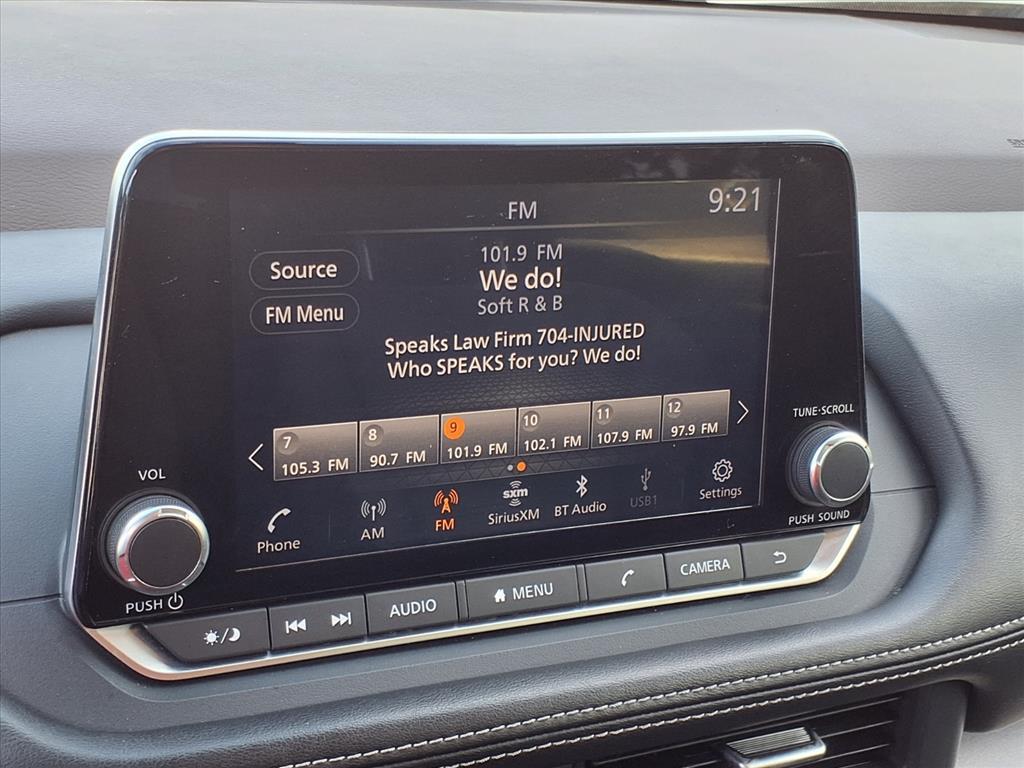 FM
9:21
Source
FM Menu
101.9 FM
We do!
Soft R & B
Speaks Law Firm 704-INJURED
Who SPEAKS for you? We do!
7
105.3 FM
8
90.7 FM
9
101.9 FM
10
102.1 FM
11
107.9 FM
12
97.9 FM
Phone
AM
FM
sxm
SiriusXM
BT Audio
USB1
Settings
VOL
PUSH
TUNE·SCROLL
PUSH SOUND
AUDIO
MENU
CAMERA